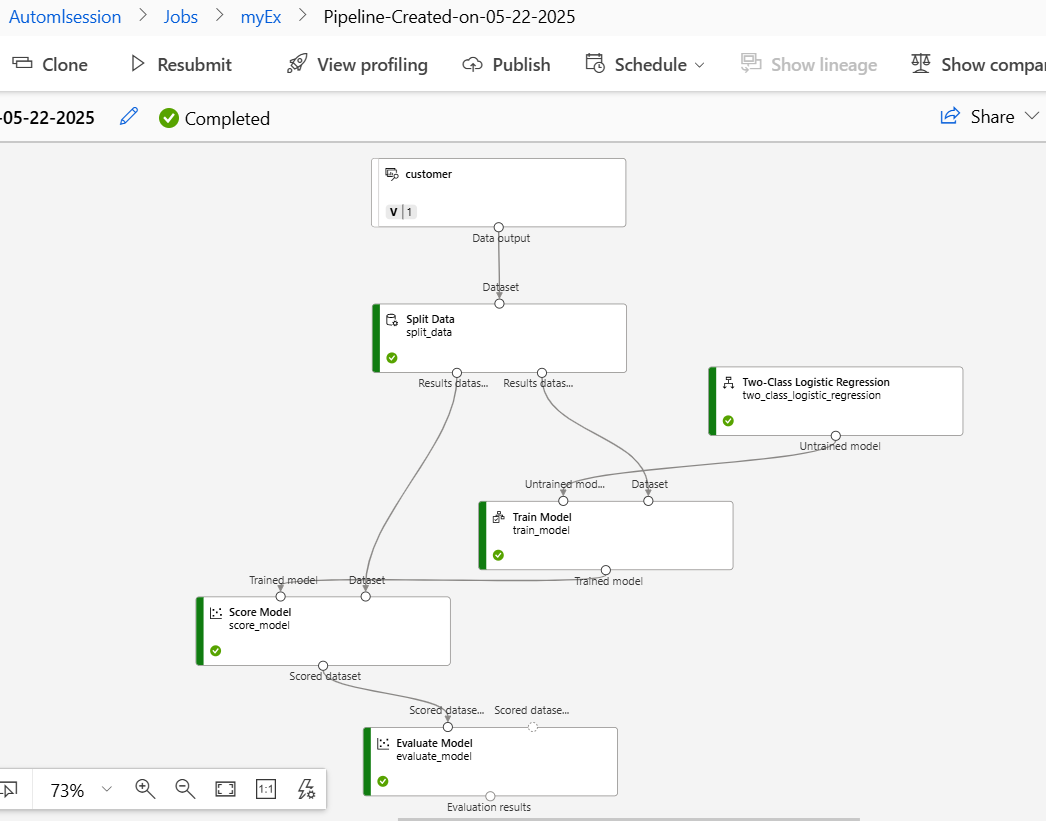 Automlsession > Jobs > myEx > Pipeline-Created-on-05-22-2025
Clone Resubmit View profiling Publish Schedule Show lineage Show compar
-05-22-2025 Completed Share
customer
V 1
Data output
Dataset
Split Data
split_data
Results datas... Results datas...
Two-Class Logistic Regression
two_class_logistic_regression
Untrained model
Untrained mod... Dataset
Train Model
train_model
Trained model
Trained model Dataset
Score Model
score_model
Scored dataset
Scored datase... Scored datase...
Evaluate Model
evaluate_model
Evaluation results
73% 1:1